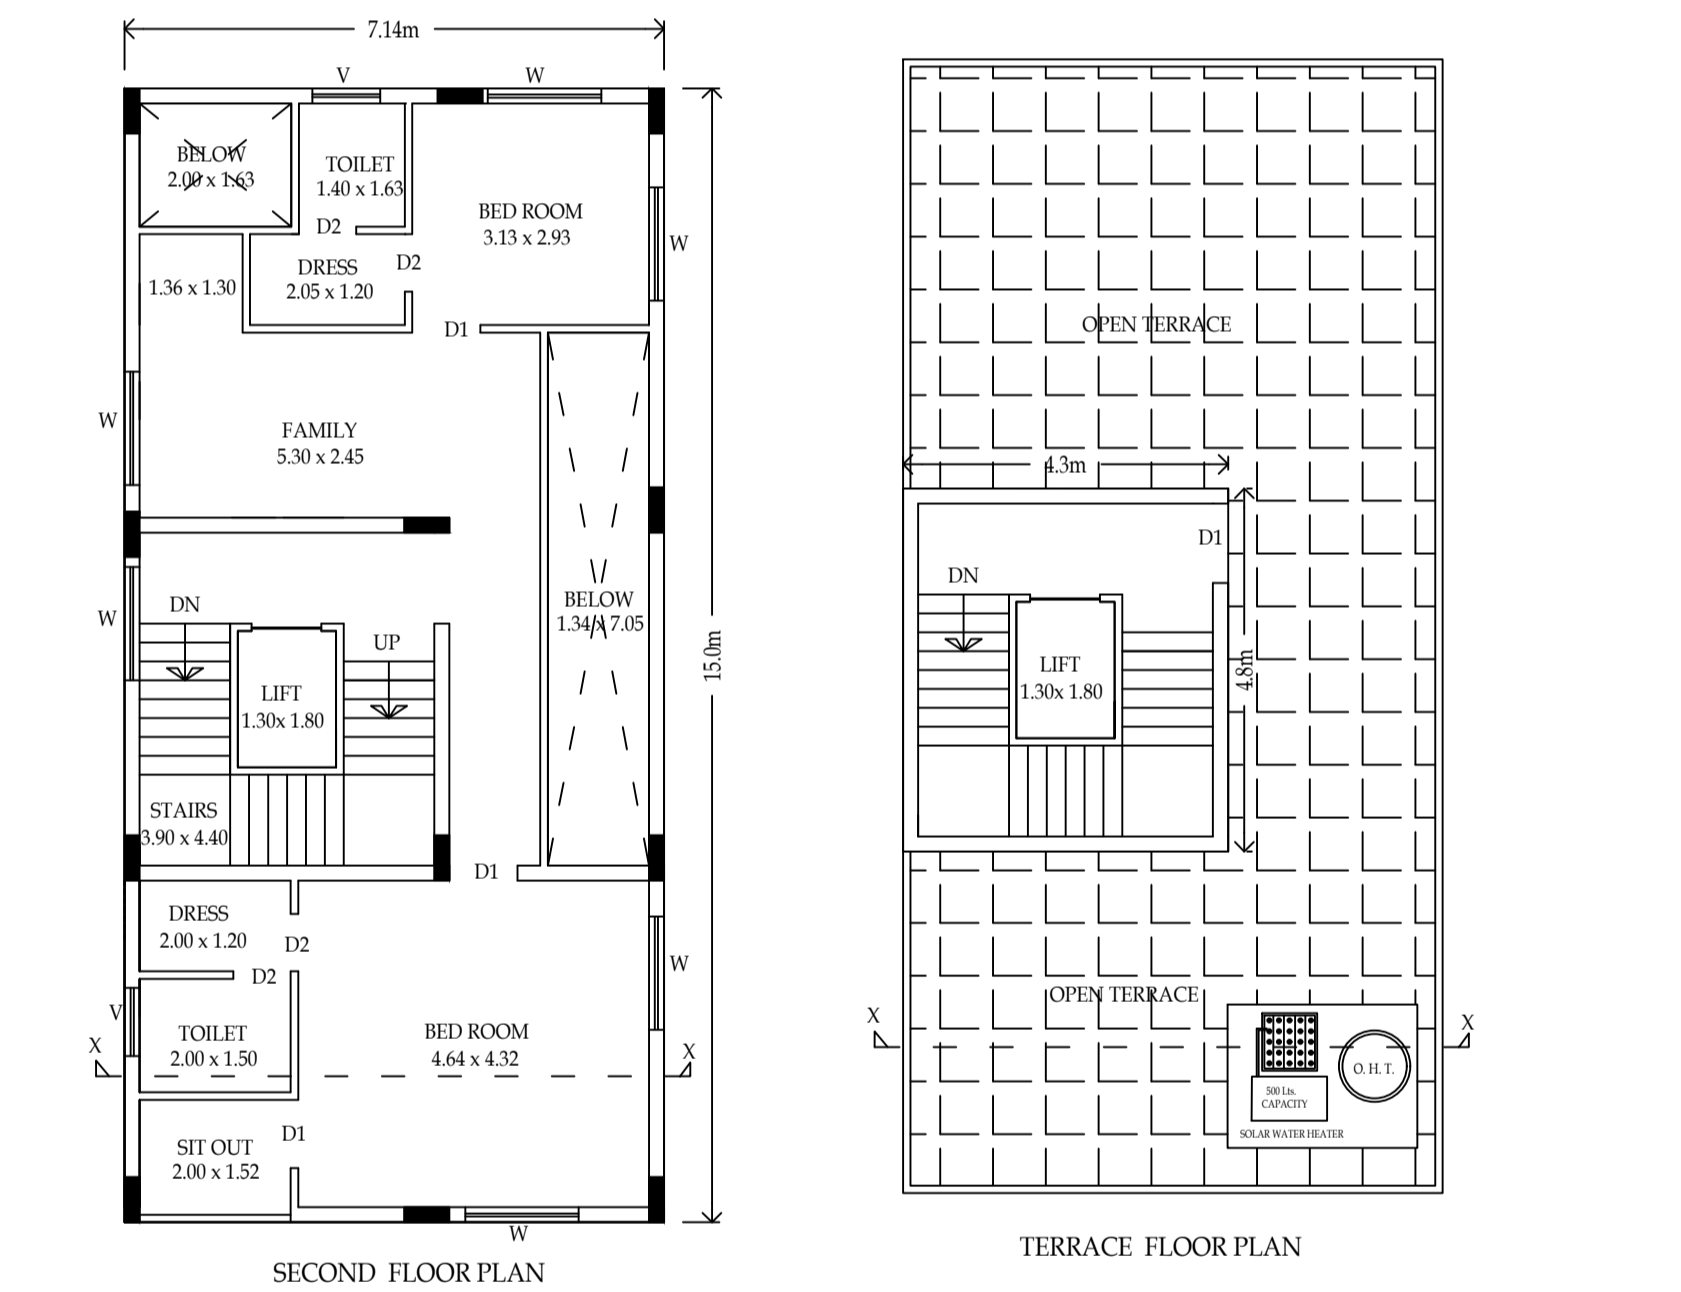 7.14m
V
W
BELOW
2.00 x 1.63
TOILET
1.40 x 1.63
D2
BED ROOM
3.13 x 2.93
W
DRESS
2.05 x 1.20
D2
1.36 x 1.30
D1
W
FAMILY
5.30 x 2.45
W
DN
UP
BELOW
1.34 x 7.05
15.0m
LIFT
1.30x 1.80
STAIRS
3.90 x 4.40
D1
DRESS
2.00 x 1.20
D2
D2
W
V
TOILET
2.00 x 1.50
BED ROOM
4.64 x 4.32
X
X
SIT OUT
2.00 x 1.52
D1
W
SECOND FLOOR PLAN
OPEN TERRACE
4.3m
D1
DN
LIFT
1.30x 1.80
4.8m
OPEN TERRACE
X
X
O. H. T.
500 Lts.
CAPACITY
SOLAR WATER HEATER
TERRACE FLOOR PLAN